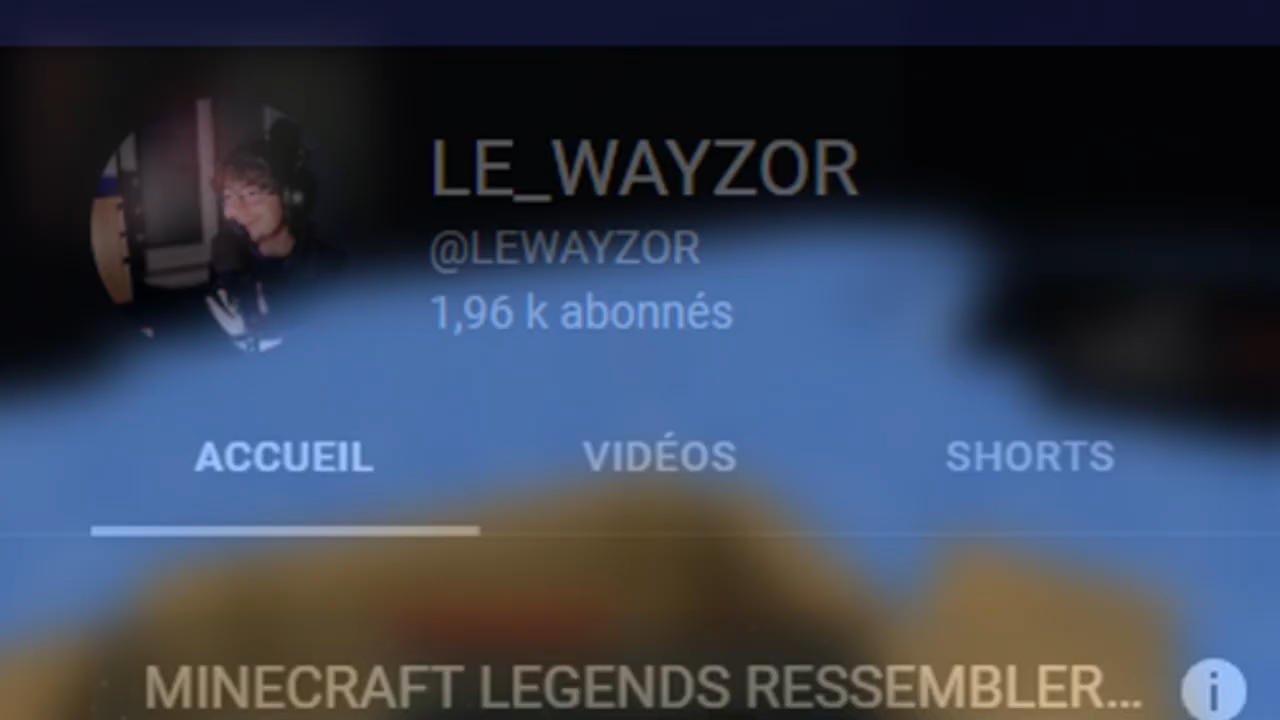 LE_WAYZOR
@LEWAYZOR
1,96 k abonnés
ACCUEIL VIDÉOS SHORTS
MINECRAFT LEGENDS RESSEMBLER...
i